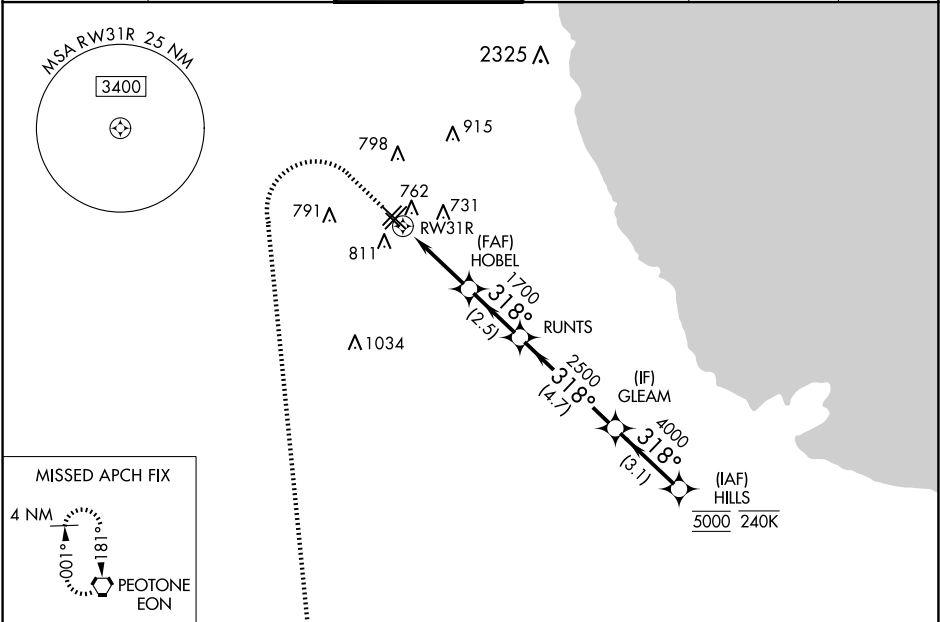 MSA RW31R 25 NM
3400
2325
915
798
762
731
791
RW31R
811
(FAF)
HOBEL
1700
318°
(2.5)
RUNTS
1034
2500
318°
(4.7)
(IF)
GLEAM
4000
318°
(3.1)
(IAF)
HILLS
5000 240K
MISSED APCH FIX
4 NM
001°
181°
PEOTONE
EON